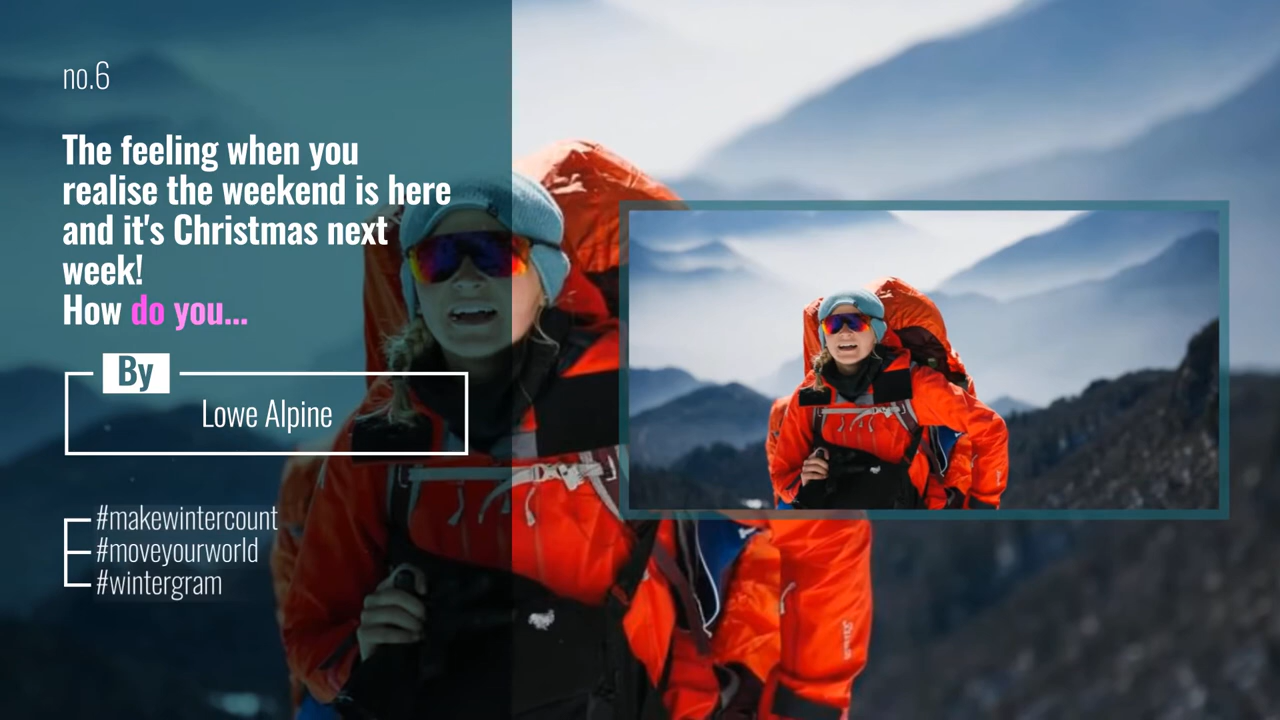 no.6
The feeling when you
realise the weekend is here
and it's Christmas next
week!
How do you...
By
Lowe Alpine
#makewintercount
#moveyourworld
#wintergram